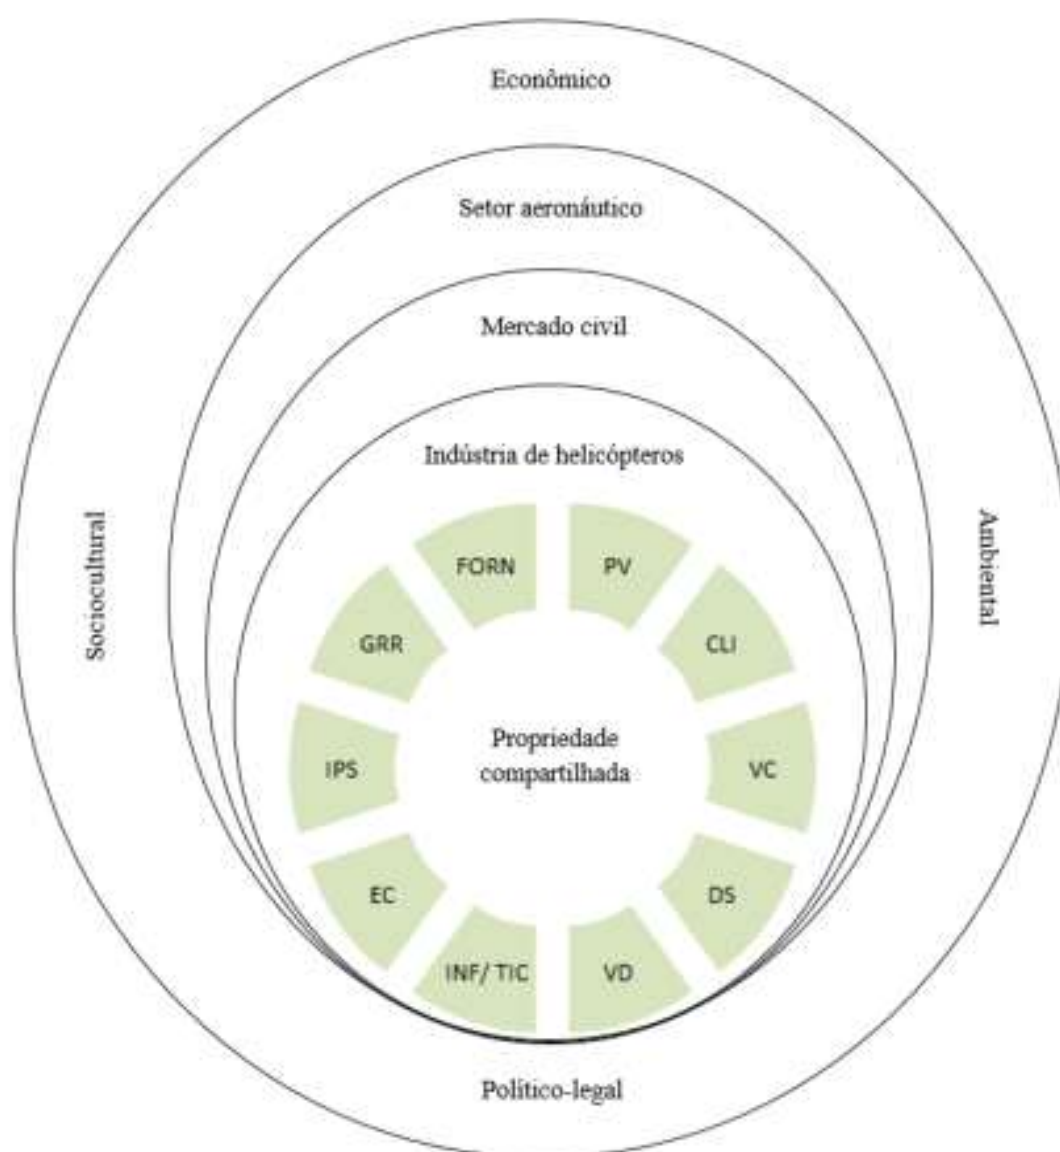 Econômico
Setor aeronáutico
Mercado civil
Indústria de helicópteros
Sociocultural
Ambiental
FORN
PV
GRR
CLI
Propriedade
compartilhada
IPS
VC
EC
DS
INF/ TIC
VD
Político-legal